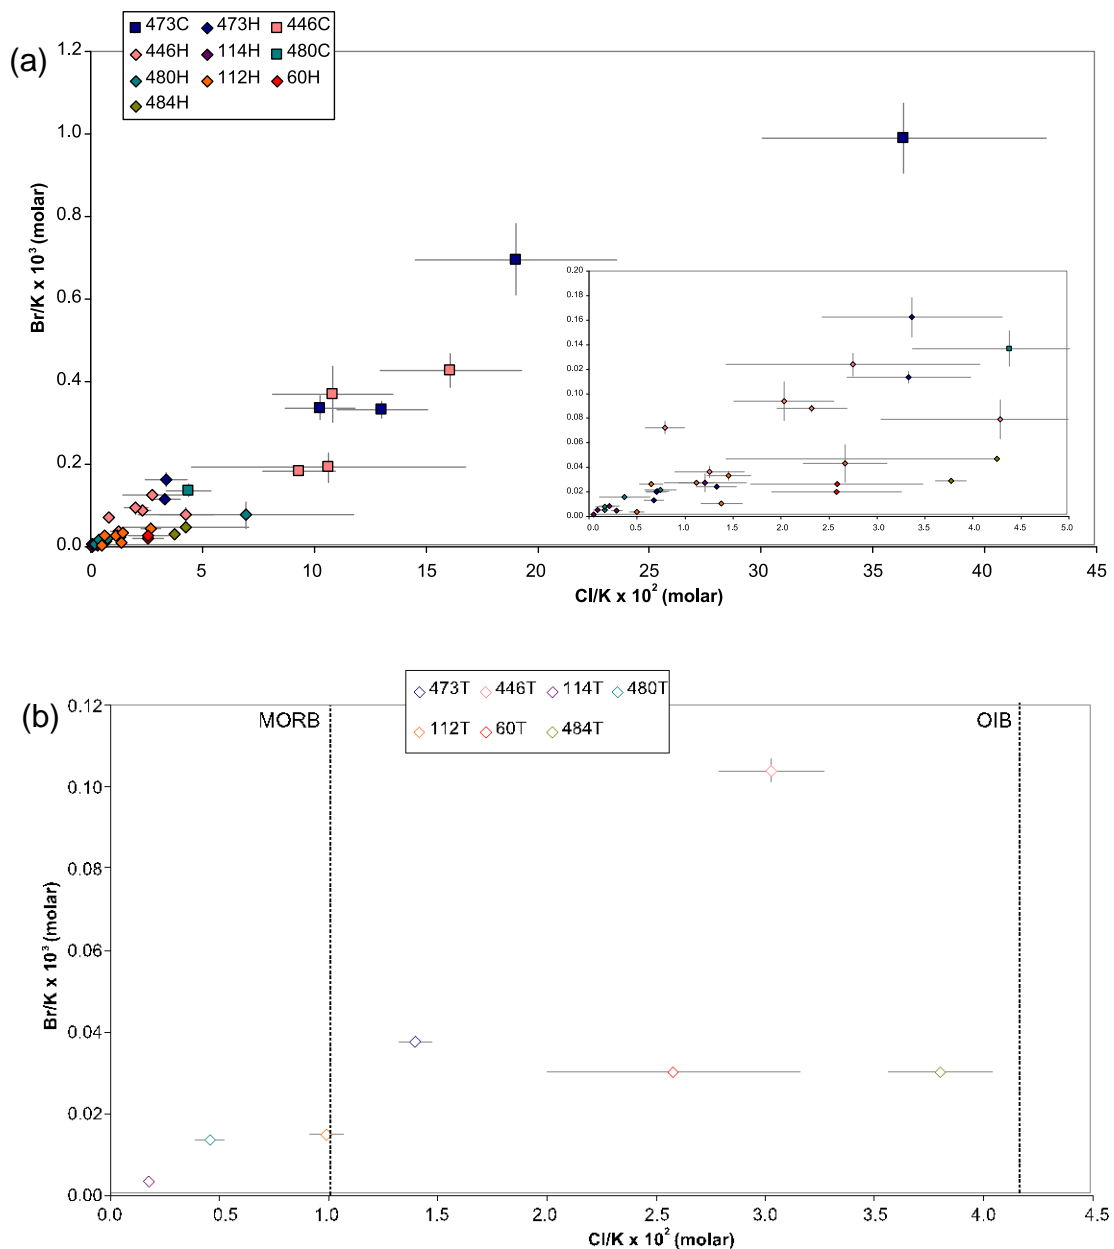 473C 473H 446C
446H 114H 480C
480H 112H 60H
484H
(a)
1.2
1.0
0.8
0.6
0.4
0.2
0.0
Br/K x 10³ (molar)
0 5 10 15 20 25 30 35 40 45
Cl/K x 10² (molar)
0.20
0.18
0.16
0.14
0.12
0.10
0.08
0.06
0.04
0.02
0.00
0.0 0.5 1.0 1.5 2.0 2.5 3.0 3.5 4.0 4.5 5.0
473T 446T 114T 480T
112T 60T 484T
(b)
MORB
OIB
0.12
0.10
0.08
0.06
0.04
0.02
0.00
Br/K x 10³ (molar)
0.0 0.5 1.0 1.5 2.0 2.5 3.0 3.5 4.0 4.5
Cl/K x 10² (molar)